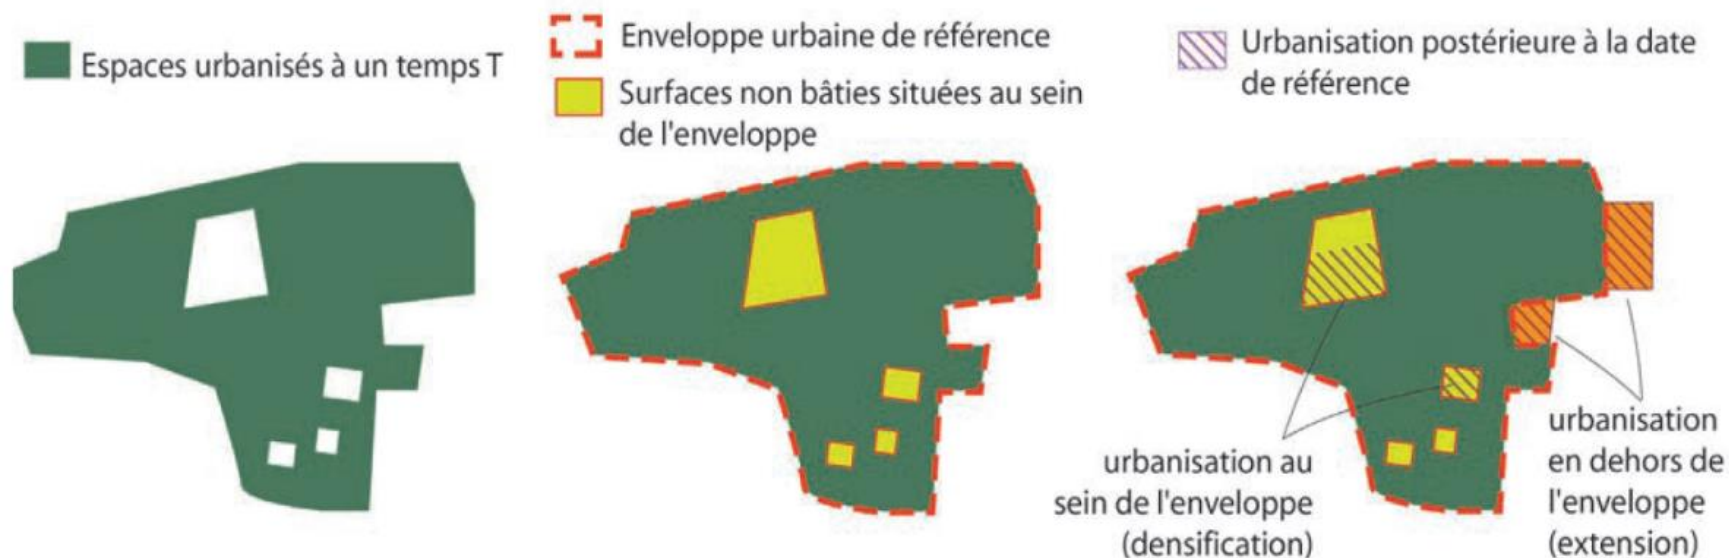 Espaces urbanisés à un temps T
Enveloppe urbaine de référence
Surfaces non bâties situées au sein
de l'enveloppe
Urbanisation postérieure à la date
de référence
urbanisation au
sein de l'enveloppe
(densification)
urbanisation
en dehors de
l'enveloppe
(extension)